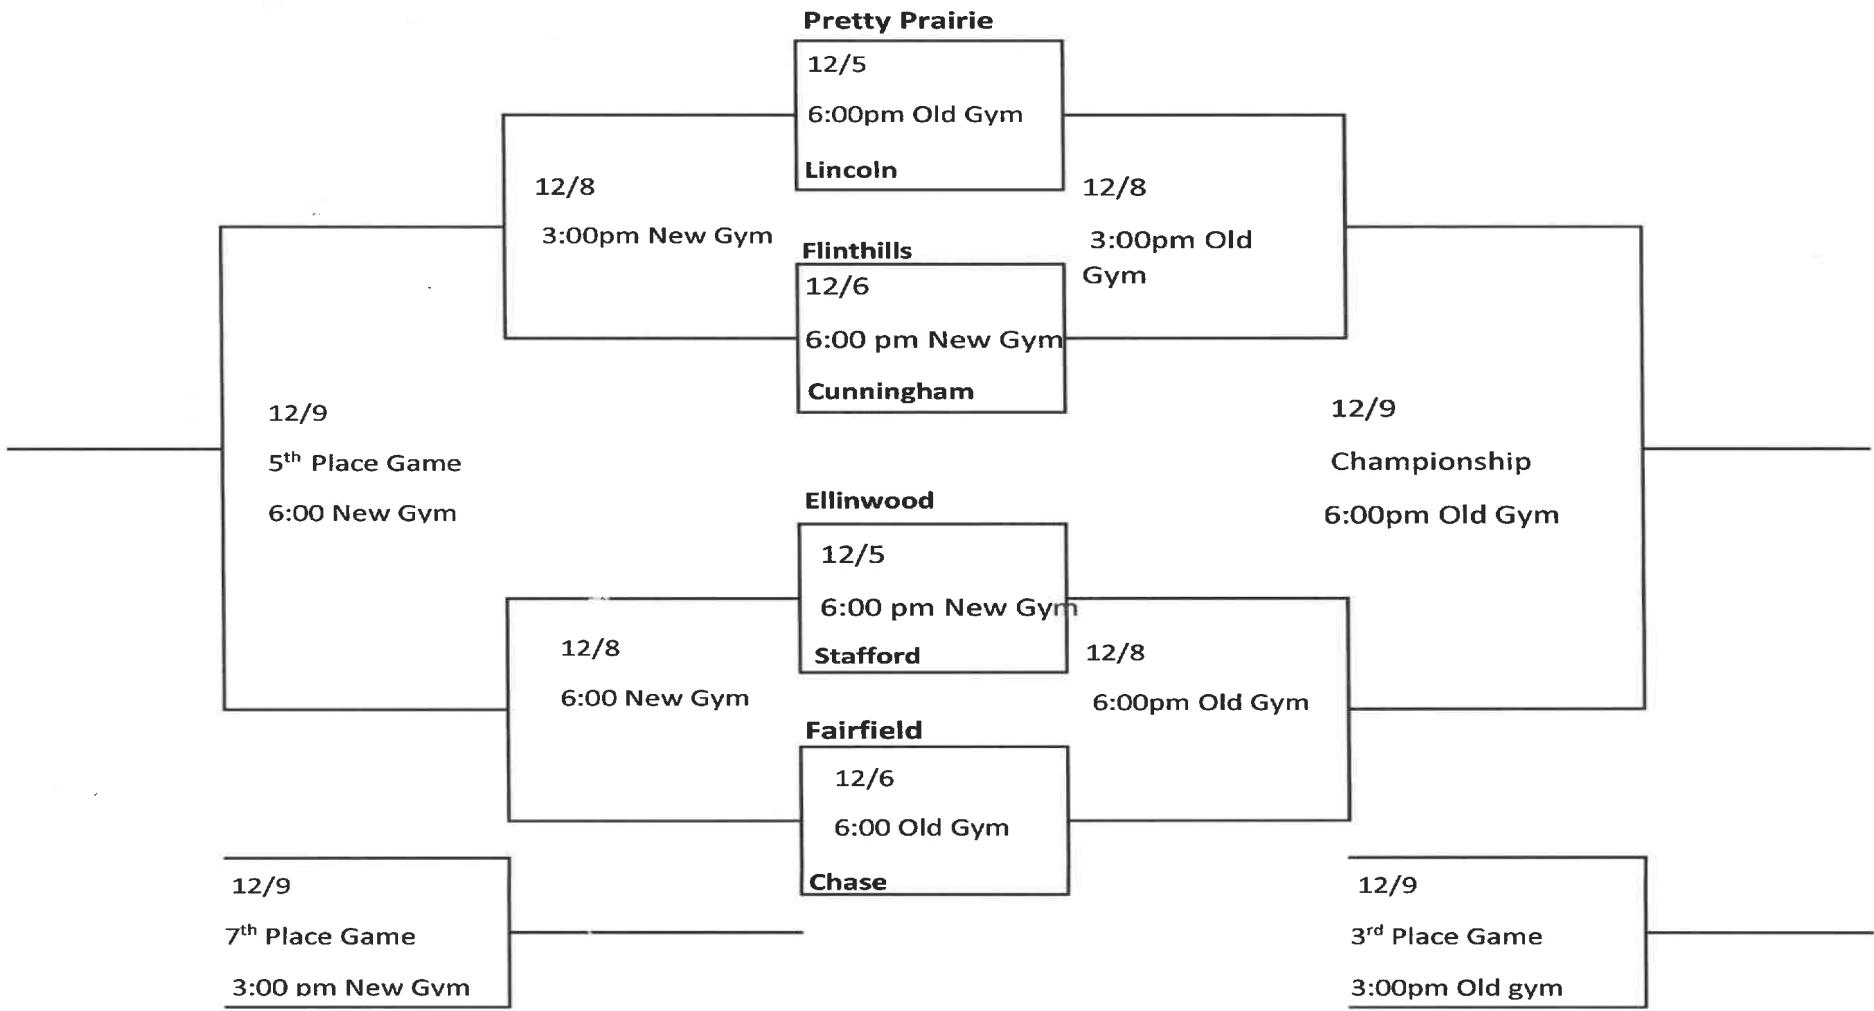 Pretty Prairie
12/5
6:00pm Old Gym
Lincoln
12/8
3:00pm New Gym
12/8
3:00pm Old
Gym
Flinthills
12/6
6:00 pm New Gym
Cunningham
12/9
5th Place Game
6:00 New Gym
12/9
Championship
6:00pm Old Gym
Ellinwood
12/5
6:00 pm New Gym
Stafford
12/8
6:00 New Gym
12/8
6:00pm Old Gym
Fairfield
12/6
6:00 Old Gym
Chase
12/9
7th Place Game
3:00 pm New Gym
12/9
3rd Place Game
3:00pm Old gym